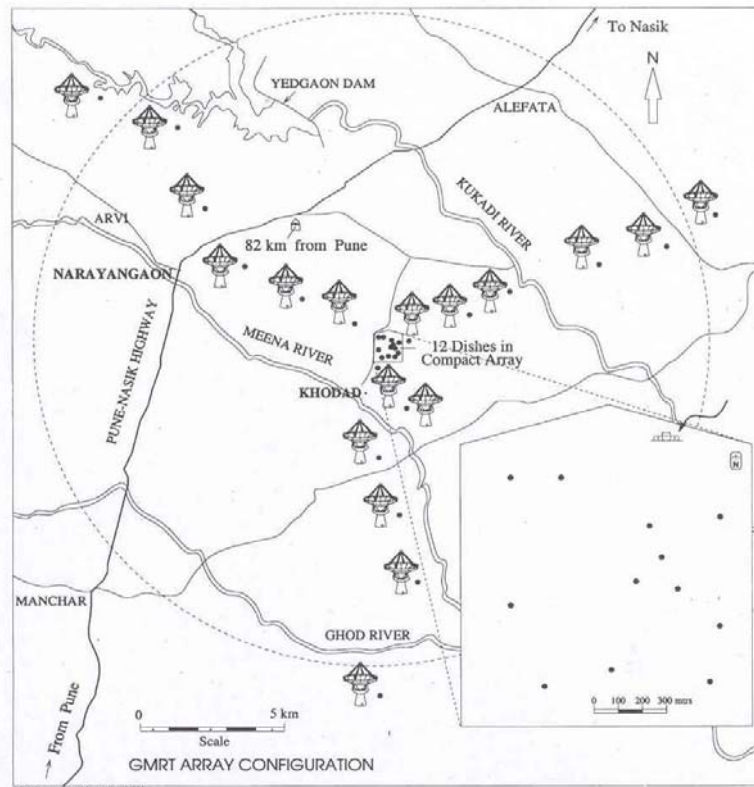 To Nasik
N
YEDGAON DAM
ALEFATA
KUKADI RIVER
ARVI
82 km from Pune
NARAYANGAON
MEENA RIVER
PUNE-NASIK HIGHWAY
12 Dishes in
Compact Array
KHODAD
N
MANCHAR
GHOD RIVER
From Pune
0 5 km
Scale
0 100 200 300 mtrs
GMRT ARRAY CONFIGURATION